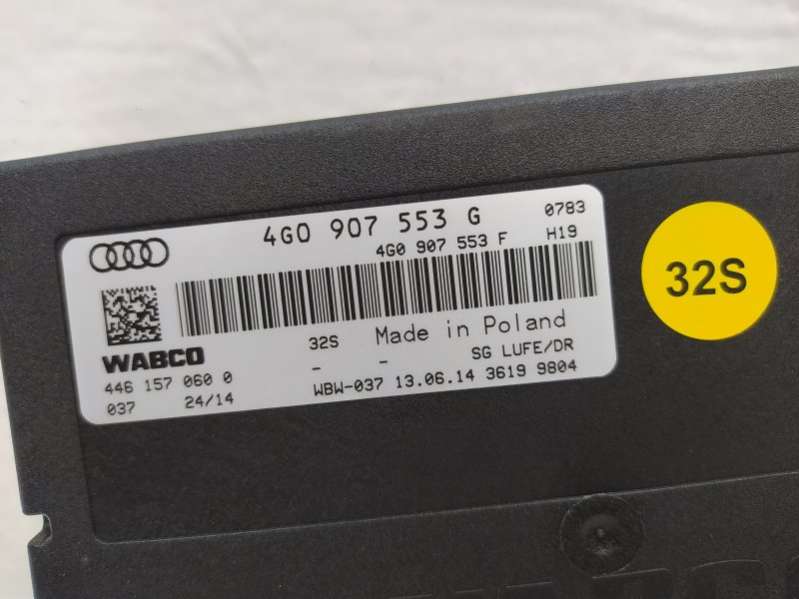 4G0 907 553 G
0783
4G0 907 553 F
H19
32S
Made in Poland
WABCO
- -
SG LUFE/DR
446 157 060 0
037 24/14
WBW-037 13.06.14 3619 9804
32S